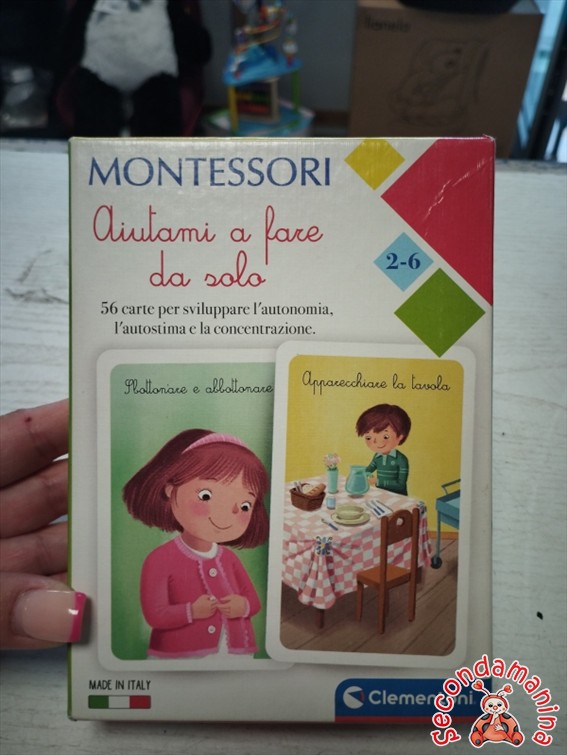 MONTESSORI
Aiutami a fare
da solo
2-6
56 carte per sviluppare l'autonomia,
l'autostima e la concentrazione.
Sbottonare e abbottonare
Apparecchiare la tavola
MADE IN ITALY
Clementoni
secondamanina